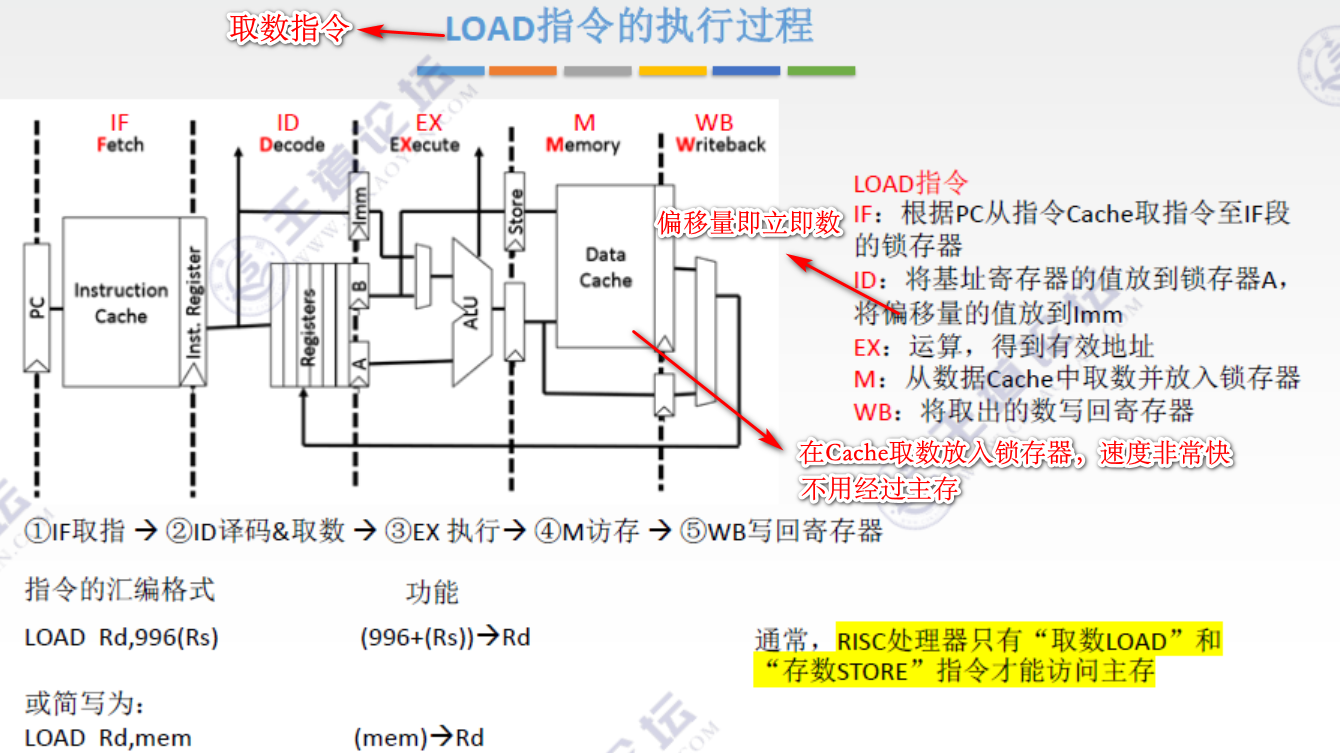 取数指令
LOAD指令的执行过程
IF
Fetch
ID
Decode
EX
EXecute
M
Memory
WB
Writeback
PC
Instruction
Cache
Inst. Register
Registers
Imm
B
A
ALU
Store
Data
Cache
偏移量即立即数
LOAD指令
IF：根据PC从指令Cache取指令至IF段
的锁存器
ID：将基址寄存器的值放到锁存器A，
将偏移量的值放到Imm
EX：运算，得到有效地址
M：从数据Cache中取数并放入锁存器
WB：将取出的数写回寄存器
在Cache取数放入锁存器，速度非常快
不用经过主存
①IF取指 → ②ID译码&取数 → ③EX 执行→ ④M访存 → ⑤WB写回寄存器
指令的汇编格式 功能
LOAD Rd,996(Rs) (996+(Rs))→Rd
或简写为：
LOAD Rd,mem (mem)→Rd
通常，RISC处理器只有“取数LOAD”和
“存数STORE”指令才能访问主存
王道论坛